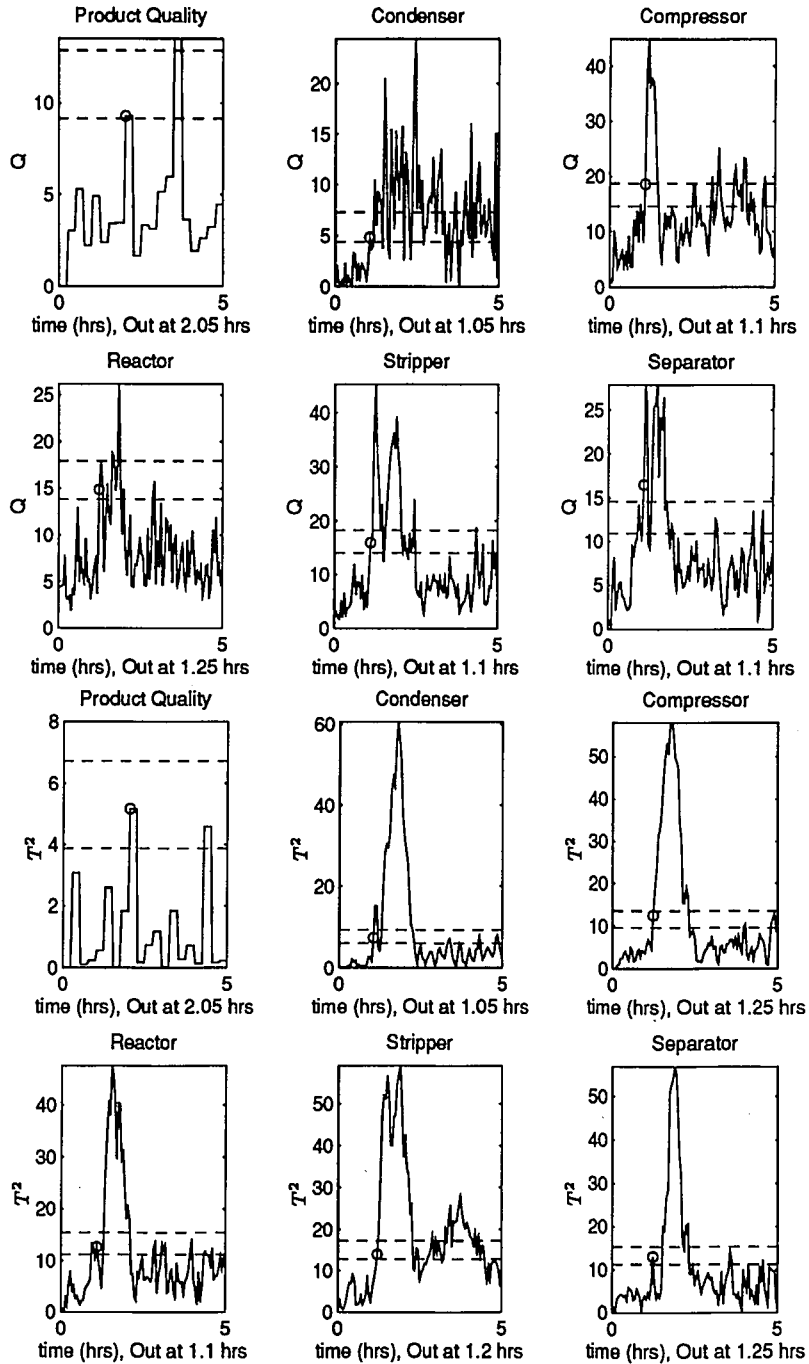 Product Quality Condenser Compressor
10 5 0 Q 0 5
20 15 10 5 0 Q 0 5
40 30 20 10 0 Q 0 5
time (hrs), Out at 2.05 hrs time (hrs), Out at 1.05 hrs time (hrs), Out at 1.1 hrs
Reactor Stripper Separator
25 20 15 10 5 0 Q 0 5
40 30 20 10 0 Q 0 5
25 20 15 10 5 0 Q 0 5
time (hrs), Out at 1.25 hrs time (hrs), Out at 1.1 hrs time (hrs), Out at 1.1 hrs
Product Quality Condenser Compressor
8 6 4 2 0 T² 0 5
60 40 20 0 T² 0 5
50 40 30 20 10 0 T² 0 5
time (hrs), Out at 2.05 hrs time (hrs), Out at 1.05 hrs time (hrs), Out at 1.25 hrs
Reactor Stripper Separator
40 30 20 10 0 T² 0 5
50 40 30 20 10 0 T² 0 5
50 40 30 20 10 0 T² 0 5
time (hrs), Out at 1.1 hrs time (hrs), Out at 1.2 hrs time (hrs), Out at 1.25 hrs